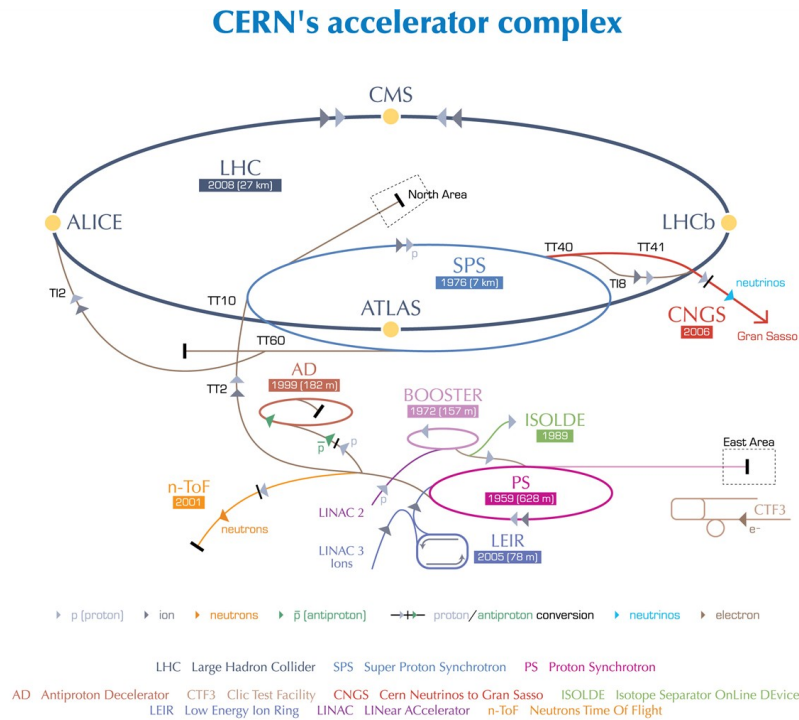 CERN's accelerator complex
CMS
LHC
2008 (27 km)
North Area
ALICE
LHCb
TT40
TT41
SPS
p
1976 (7 km)
neutrinos
TI2
TI8
TT10
ATLAS
CNGS
2006
Gran Sasso
TT60
AD
TT2
1999 (182 m)
BOOSTER
1972 (157 m)
ISOLDE
1989
p̅
p
East Area
n-ToF
2001
PS
1959 (628 m)
p
LINAC 2
neutrons
CTF3
e-
LEIR
2005 (78 m)
LINAC 3
Ions
p (proton) ion neutrons p̅ (antiproton) proton/antiproton conversion neutrinos electron
LHC Large Hadron Collider SPS Super Proton Synchrotron PS Proton Synchrotron
AD Antiproton Decelerator CTF3 Clic Test Facility CNGS Cern Neutrinos to Gran Sasso ISOLDE Isotope Separator OnLine DEvice
LEIR Low Energy Ion Ring LINAC LINear ACcelerator n-ToF Neutrons Time Of Flight